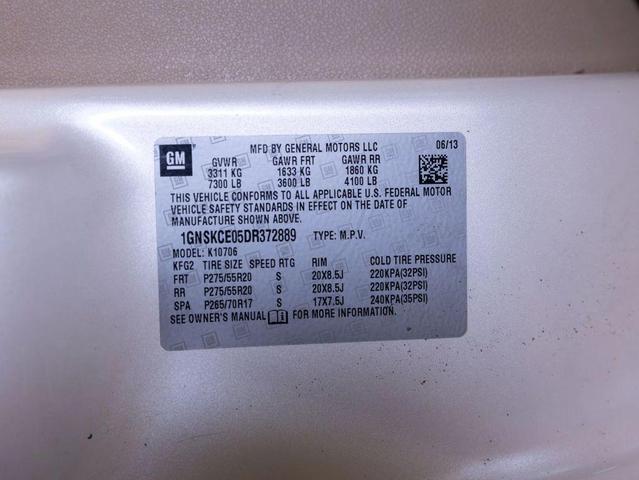 GM
MFD BY GENERAL MOTORS LLC 06/13
GVWR GAWR FRT GAWR RR
3311 KG 1633 KG 1860 KG
7300 LB 3600 LB 4100 LB
THIS VEHICLE CONFORMS TO ALL APPLICABLE U.S. FEDERAL MOTOR
VEHICLE SAFETY STANDARDS IN EFFECT ON THE DATE OF
MANUFACTURE SHOWN ABOVE.
1GNSKCE05DR372889 TYPE: M.P.V.
MODEL: K10706
KFG2 TIRE SIZE SPEED RTG RIM COLD TIRE PRESSURE
FRT P275/55R20 S 20X8.5J 220KPA(32PSI)
RR P275/55R20 S 20X8.5J 220KPA(32PSI)
SPA P265/70R17 S 17X7.5J 240KPA(35PSI)
SEE OWNER'S MANUAL FOR MORE INFORMATION